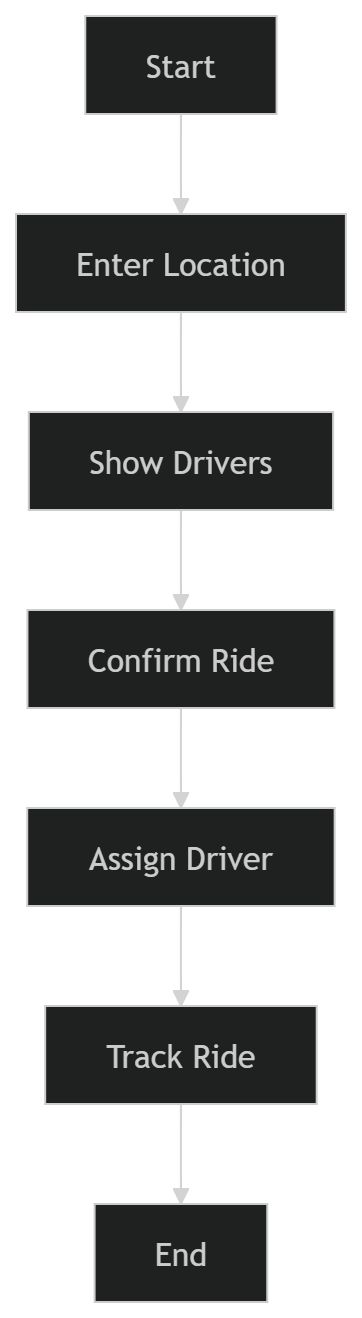 Start
Enter Location
Show Drivers
Confirm Ride
Assign Driver
Track Ride
End